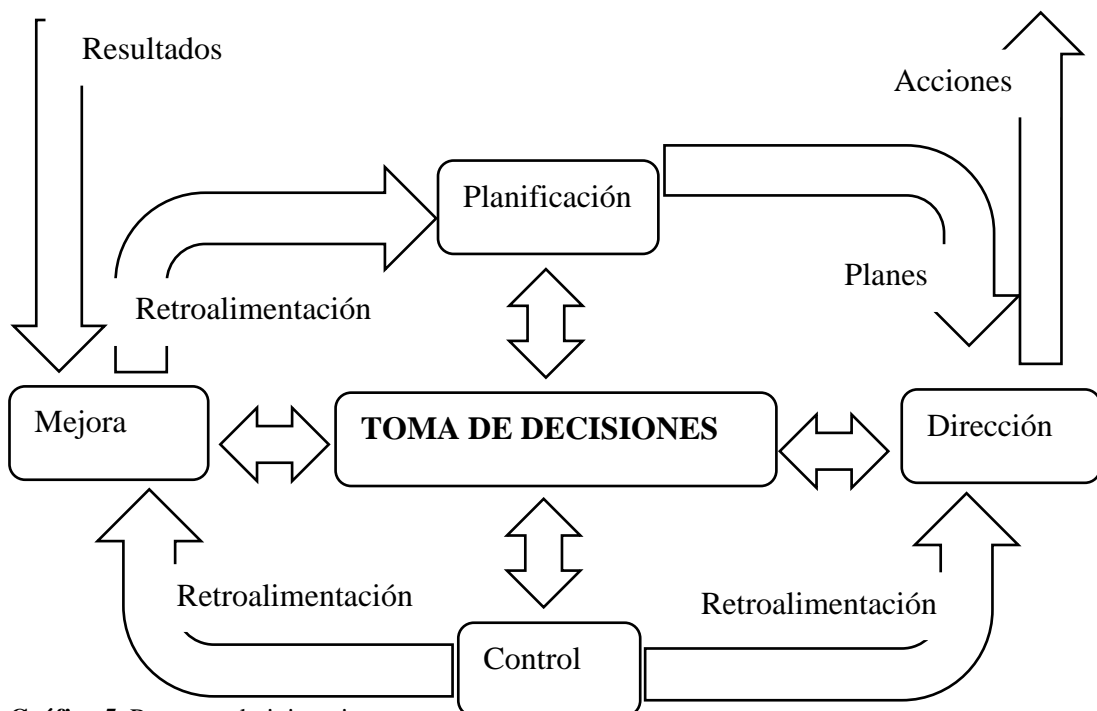 Resultados
Acciones
Planificación
Planes
Retroalimentación
Mejora
TOMA DE DECISIONES
Dirección
Retroalimentación
Retroalimentación
Control